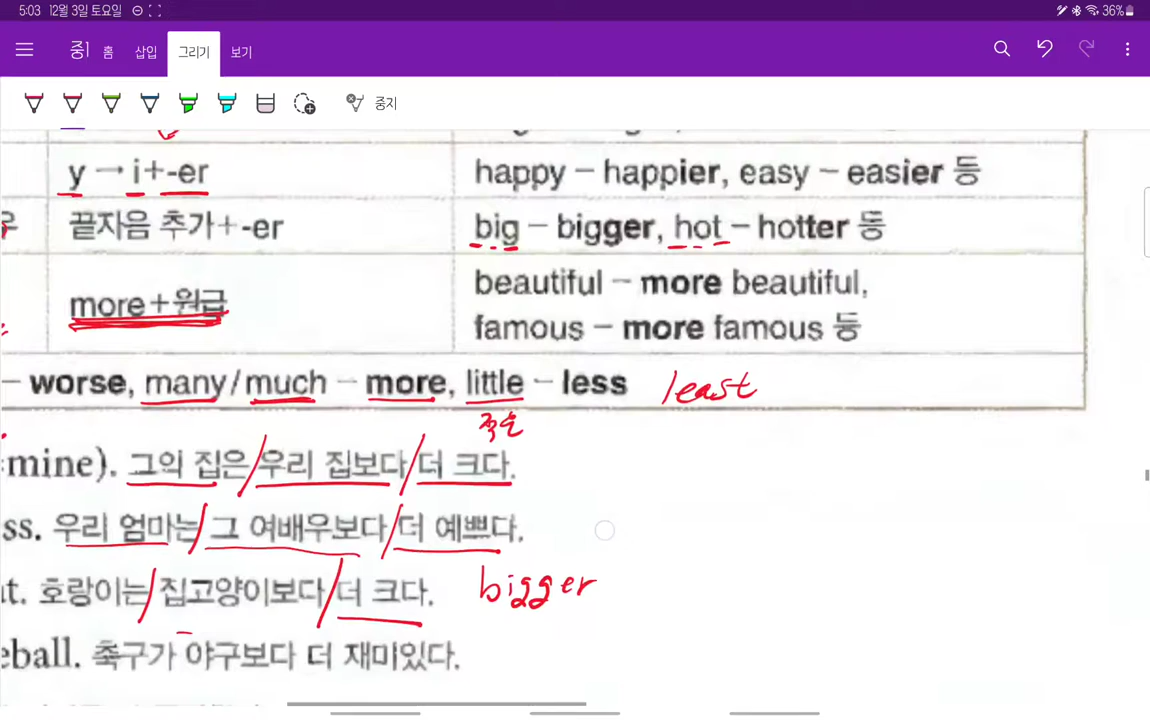 5:03 12월 3일 토요일
36%
중1 홈 삽입 그리기 보기
중지
y → i+-er
happy – happier, easy – easier 등
끝자음 추가+-er
big – bigger, hot – hotter 등
more+원급
beautiful – more beautiful,
famous – more famous 등
– worse, many/much – more, little – less least
적은
=mine). 그의 집은/우리 집보다/더 크다.
ss. 우리 엄마는/그 여배우보다/더 예쁘다.
t. 호랑이는/집고양이보다/더 크다. bigger
eball. 축구가 야구보다 더 재미있다.